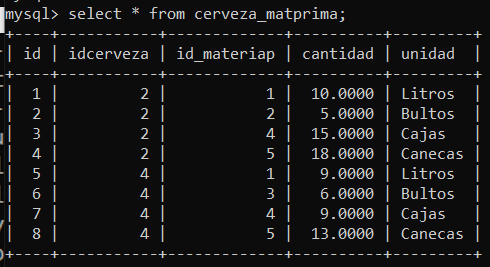 mysql> select * from cerveza_matprima;
+----+-----------+--------------+----------+---------+
| id | idcerveza | id_materiap | cantidad | unidad |
+----+-----------+--------------+----------+---------+
| 1 | 2 | 1 | 10.0000 | Litros |
| 2 | 2 | 2 | 5.0000 | Bultos |
| 3 | 2 | 4 | 15.0000 | Cajas |
| 4 | 2 | 5 | 18.0000 | Canecas |
| 5 | 4 | 1 | 9.0000 | Litros |
| 6 | 4 | 3 | 6.0000 | Bultos |
| 7 | 4 | 4 | 9.0000 | Cajas |
| 8 | 4 | 5 | 13.0000 | Canecas |
+----+-----------+--------------+----------+---------+